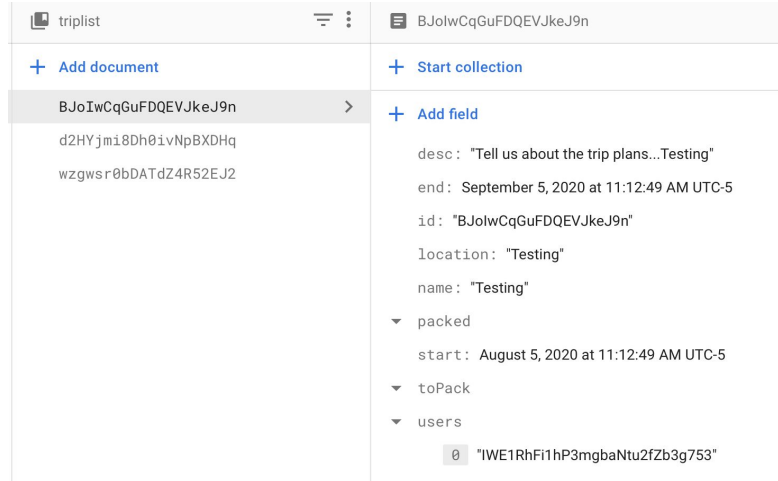 triplist
Add document
BJoIwCqGuFDQEVJkeJ9n
d2HYjmi8Dh0ivNpBXDHq
wzgwsr0bDATdZ4R52EJ2
BJoIwCqGuFDQEVJkeJ9n
Start collection
Add field
desc: "Tell us about the trip plans...Testing"
end: September 5, 2020 at 11:12:49 AM UTC-5
id: "BJoIwCqGuFDQEVJkeJ9n"
location: "Testing"
name: "Testing"
packed
start: August 5, 2020 at 11:12:49 AM UTC-5
toPack
users
0 "IWE1RhFi1hP3mgbaNtu2fZb3g753"